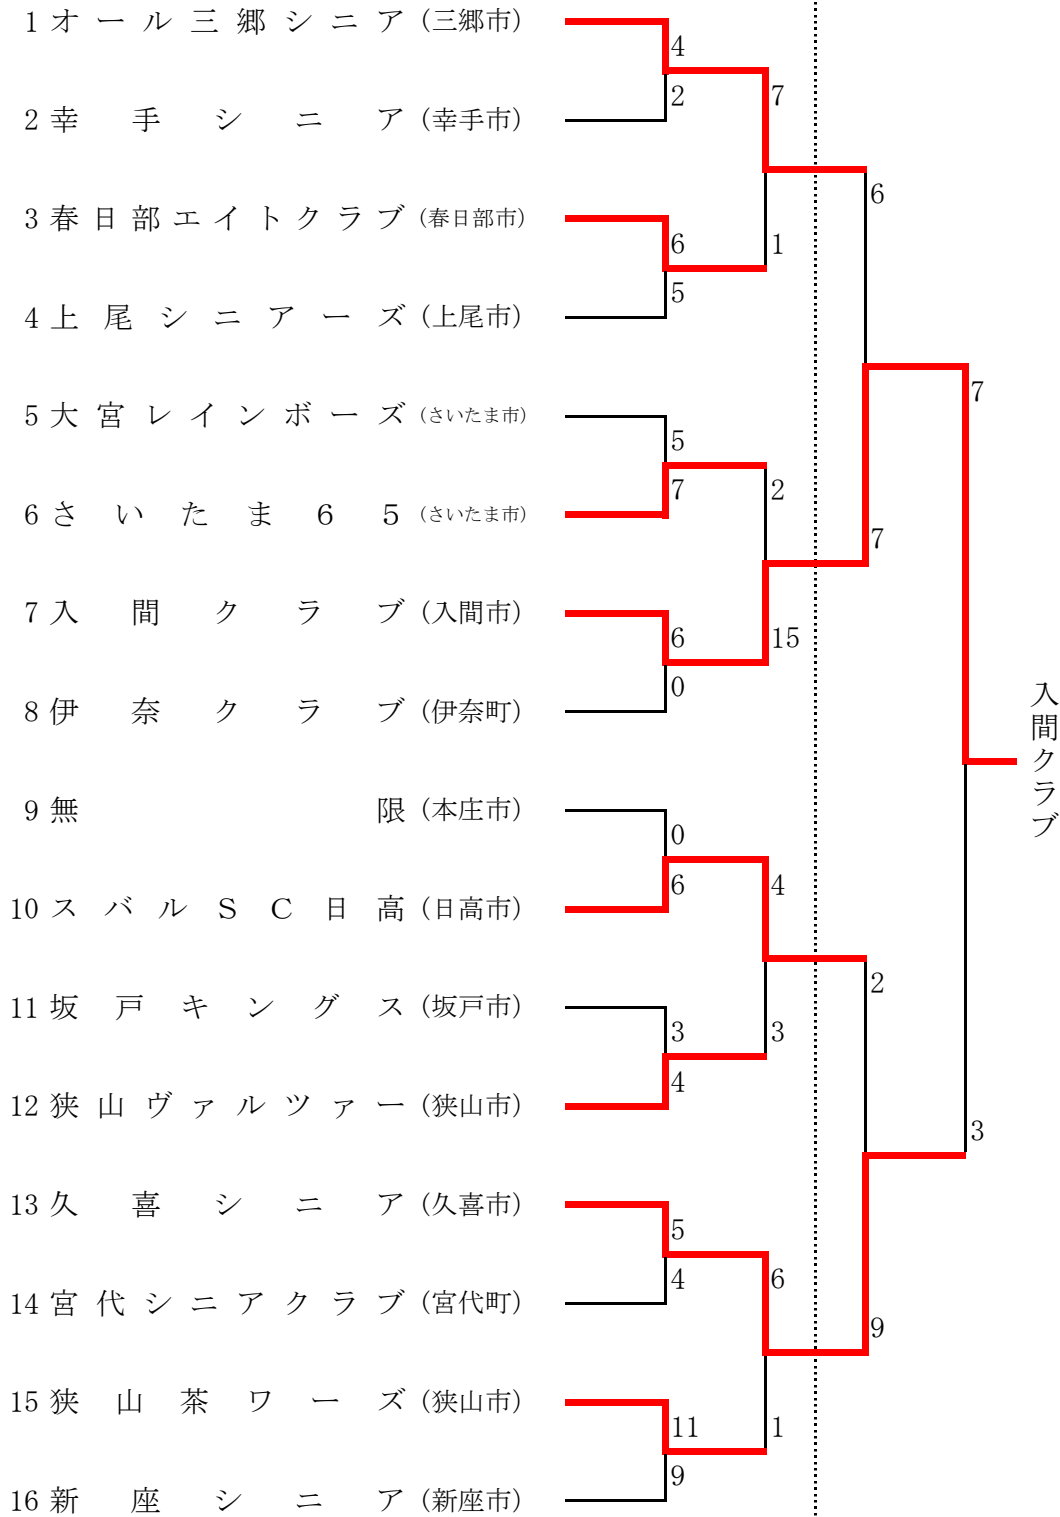 1 オール三郷シニア (三郷市)
4
2 幸手シニア (幸手市)
2
7
3 春日部エイトクラブ (春日部市)
6
1
6
4 上尾シニアーズ (上尾市)
5
5 大宮レインボーズ (さいたま市)
5
7
6 さいたま６５ (さいたま市)
7
2
7
7 入間クラブ (入間市)
6
15
8 伊奈クラブ (伊奈町)
0
入間クラブ
9 無限 (本庄市)
0
10 スバルＳＣ日高 (日高市)
6
4
11 坂戸キングス (坂戸市)
3
3
2
12 狭山ヴァルツァー (狭山市)
4
3
13 久喜シニア (久喜市)
5
14 宮代シニアクラブ (宮代町)
4
6
9
15 狭山茶ワーズ (狭山市)
11
1
16 新座シニア (新座市)
9